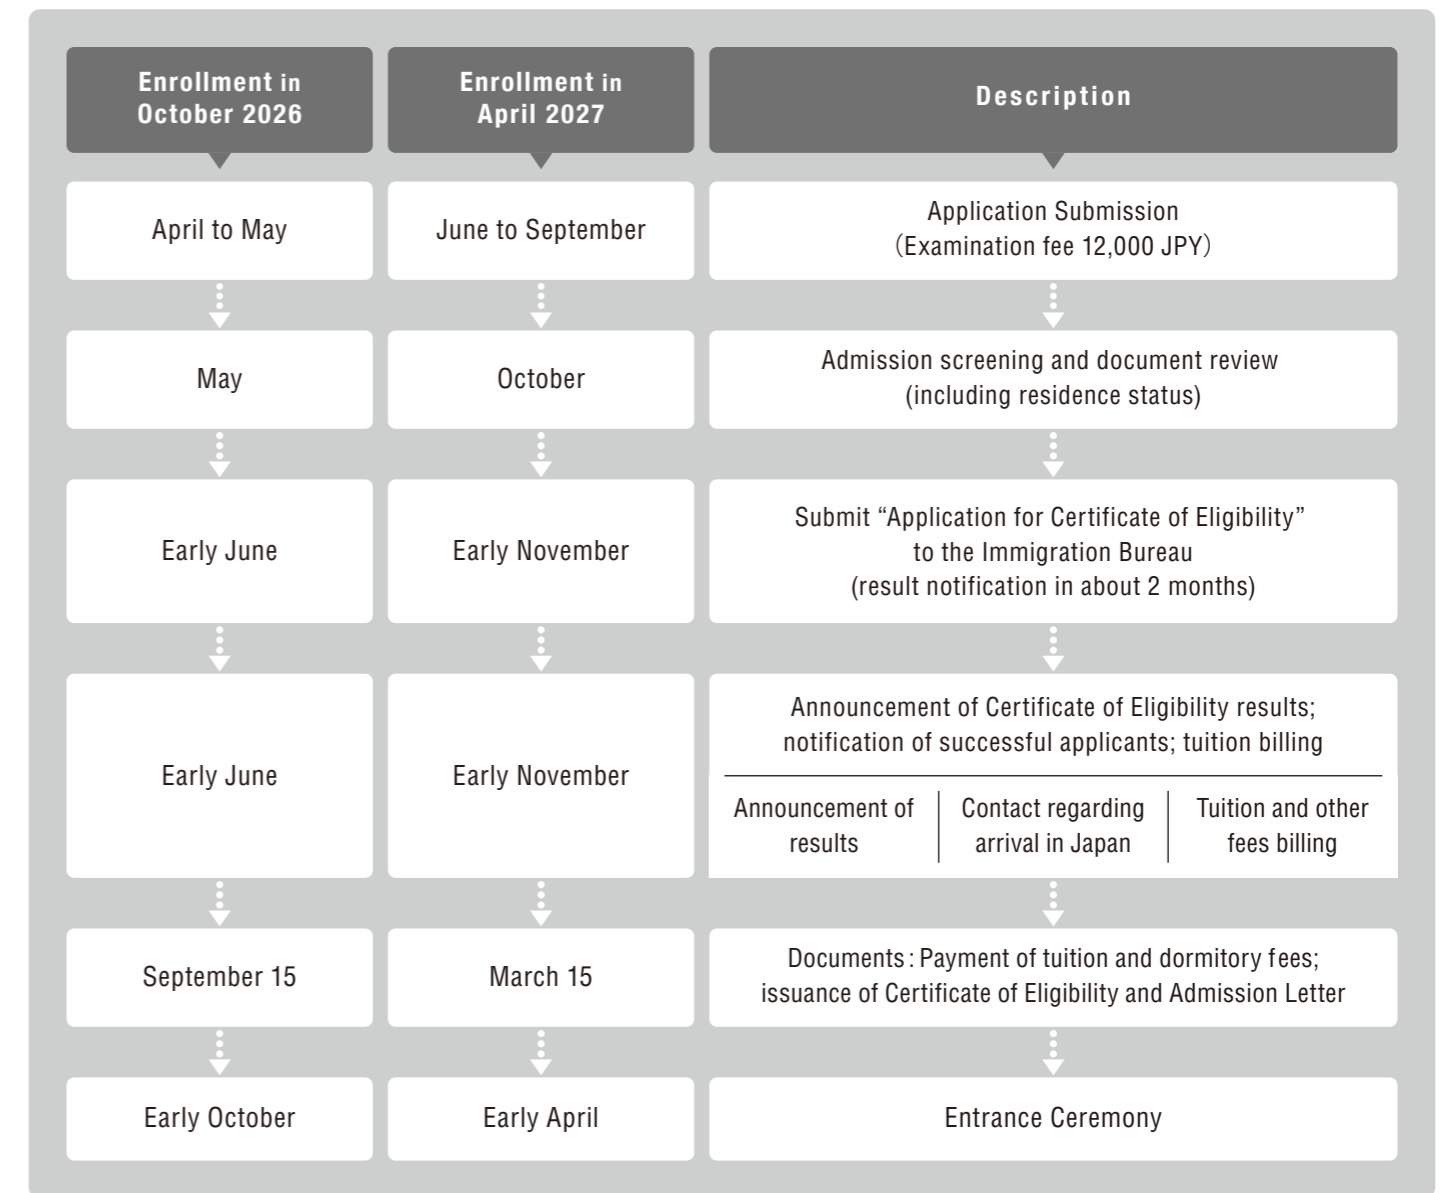 Enrollment in
October 2026
Enrollment in
April 2027
Description
April to May
June to September
Application Submission
（Examination fee 12,000 JPY）
May
October
Admission screening and document review
(including residence status)
Early June
Early November
Submit “Application for Certificate of Eligibility”
to the Immigration Bureau
(result notification in about 2 months)
Early June
Early November
Announcement of Certificate of Eligibility results;
notification of successful applicants; tuition billing
Announcement of
results
Contact regarding
arrival in Japan
Tuition and other
fees billing
September 15
March 15
Documents : Payment of tuition and dormitory fees;
issuance of Certificate of Eligibility and Admission Letter
Early October
Early April
Entrance Ceremony